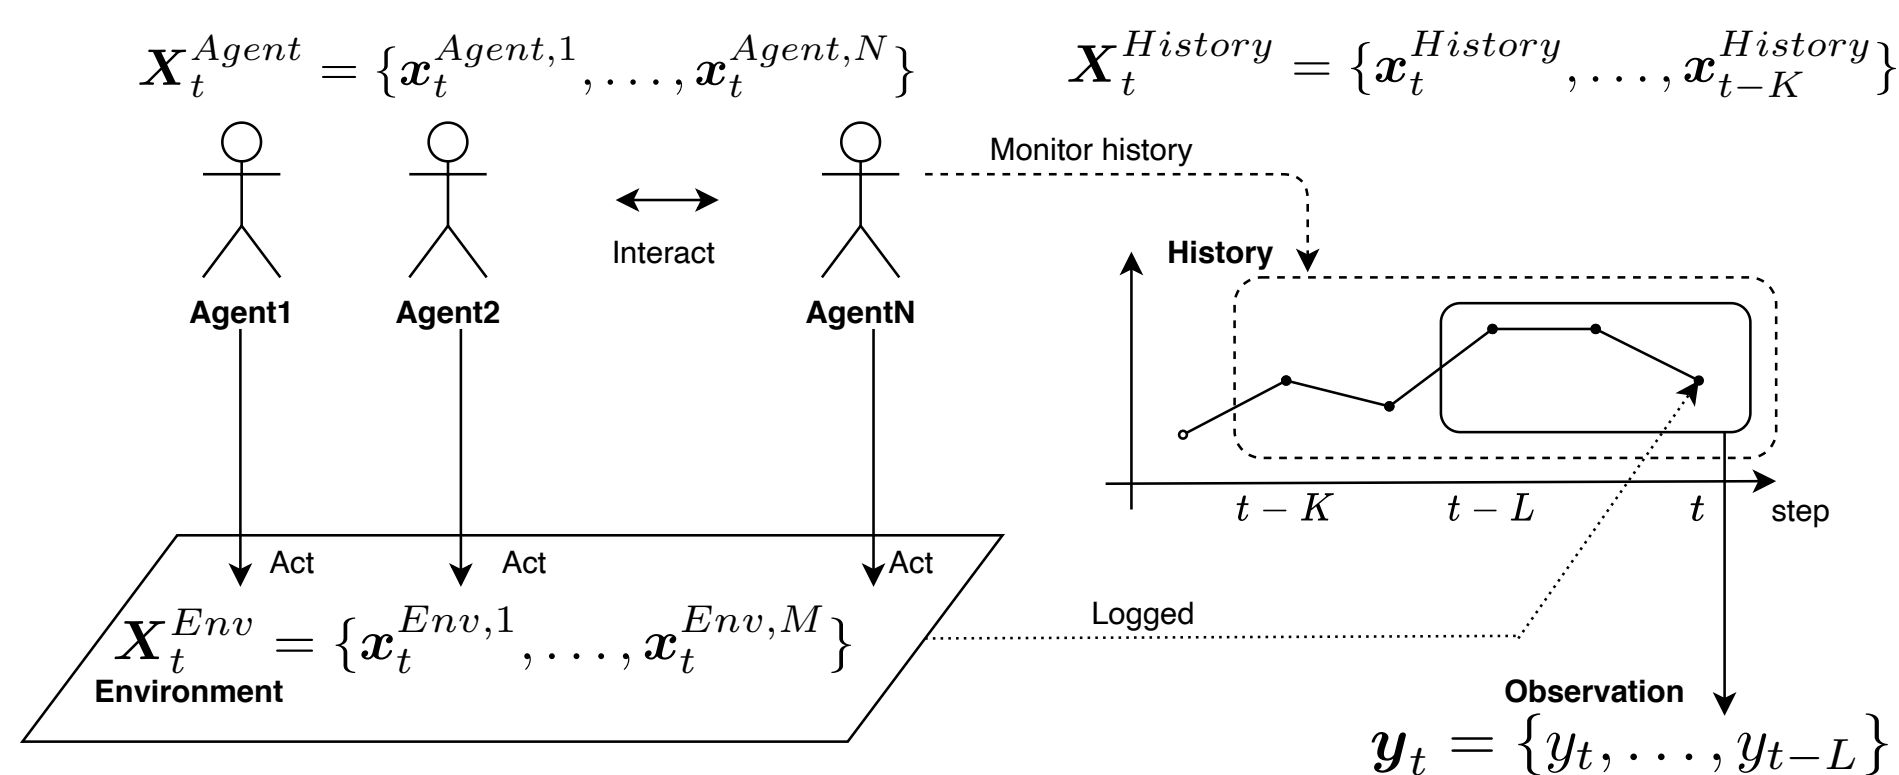 X_t^{Agent} = {x_t^{Agent,1}, ..., x_t^{Agent,N}}
X_t^{History} = {x_t^{History}, ..., x_{t-K}^{History}}
Monitor history
Interact
History
Agent1
Agent2
AgentN
t − K
t − L
t
step
Act
Act
Act
X_t^{Env} = {x_t^{Env,1}, ..., x_t^{Env,M}}
Logged
Environment
Observation
y_t = {y_t, ..., y_{t-L}}